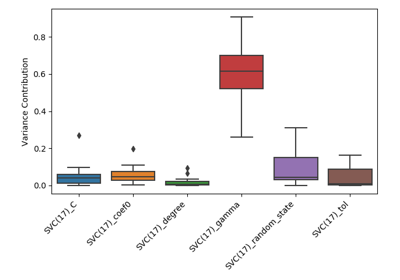 Variance Contribution
0.8
0.6
0.4
0.2
0.0
SVC(17)_C
SVC(17)_coef0
SVC(17)_degree
SVC(17)_gamma
SVC(17)_random_state
SVC(17)_tol